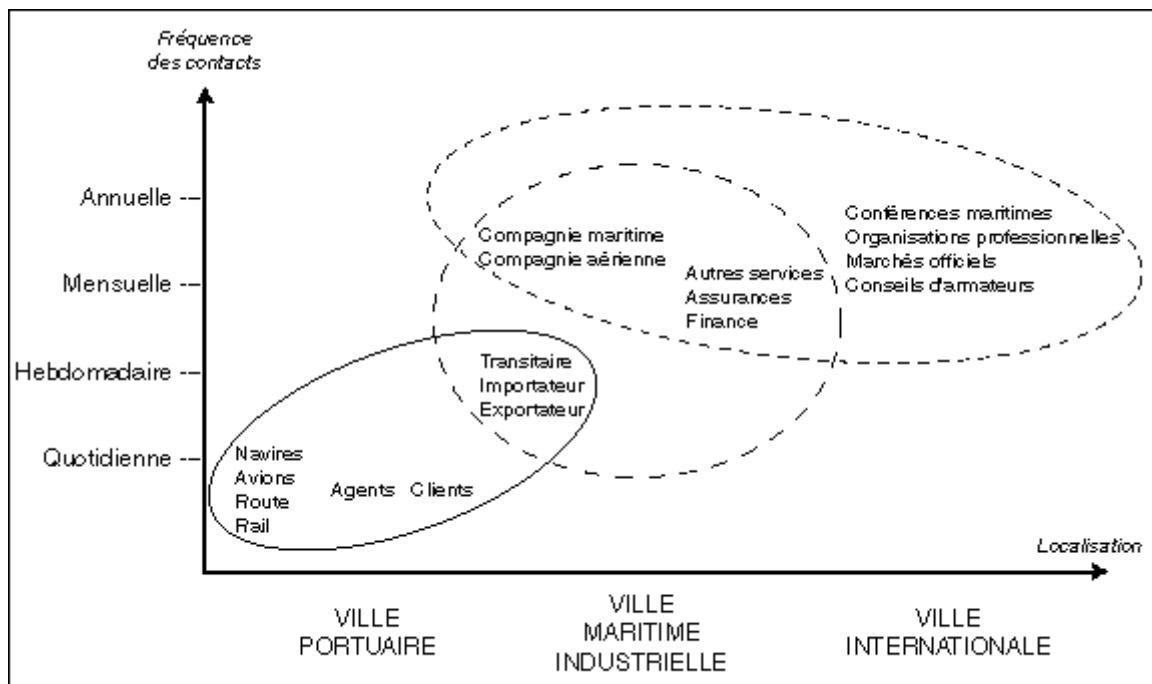 Fréquence
des contacts
Annuelle
Mensuelle
Hebdomadaire
Quotidienne
Compagnie maritime
Compagnie aérienne
Autres services
Assurances
Finance
Conférences maritimes
Organisations professionnelles
Marchés officiels
Conseils d'armateurs
Transitaire
Importateur
Exportateur
Navires
Avions
Route
Rail
Agents
Clients
Localisation
VILLE
PORTUAIRE
VILLE
MARITIME
INDUSTRIELLE
VILLE
INTERNATIONALE